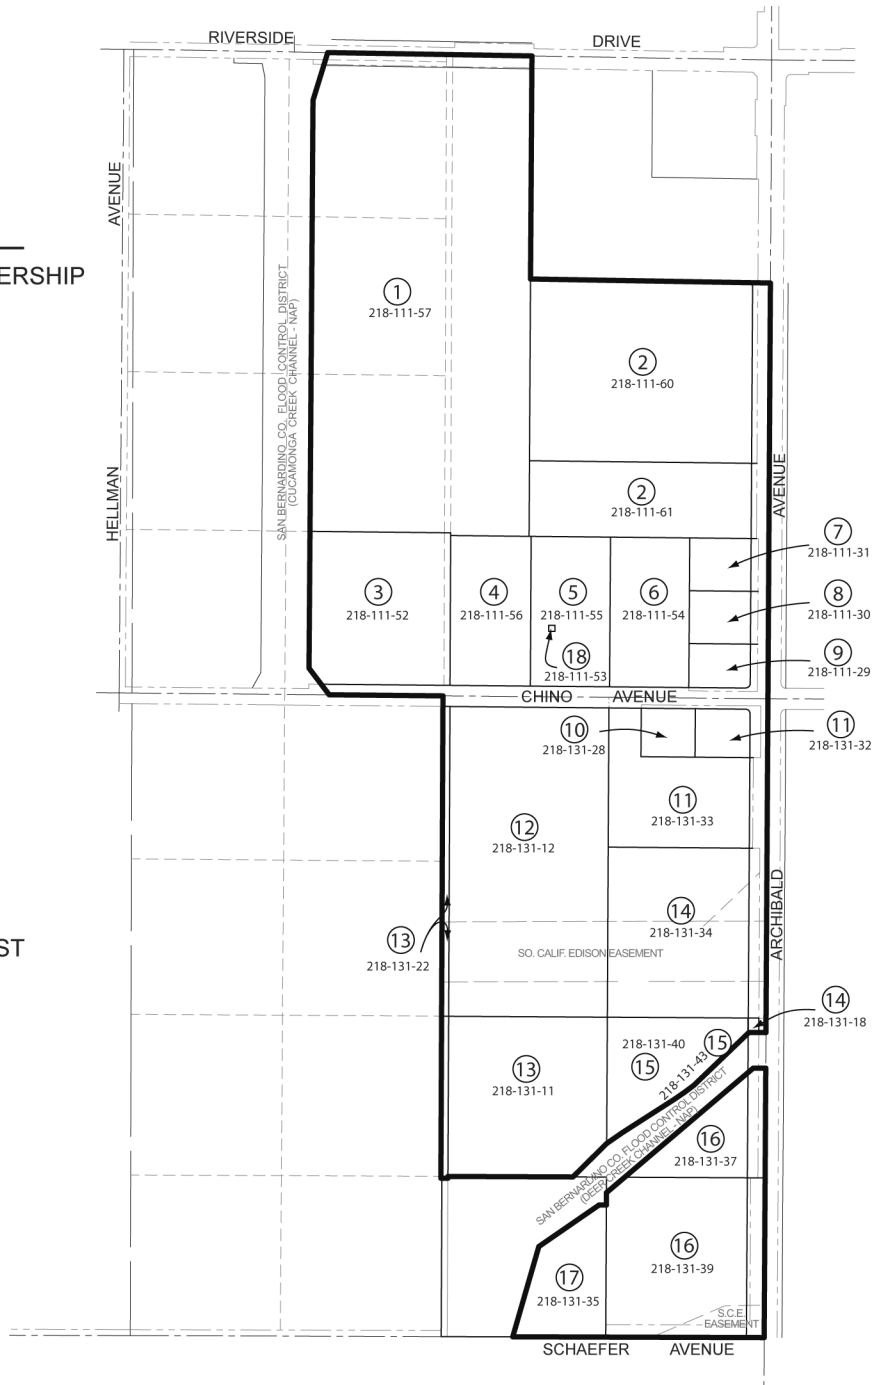 RIVERSIDE
DRIVE
AVENUE
ERSHIP
HELLMAN
SAN BERNARDINO CO. FLOOD CONTROL DISTRICT
(CUCAMONGA CREEK CHANNEL - NAP)
1
218-111-57
2
218-111-60
AVENUE
2
218-111-61
7
218-111-31
3
218-111-52
4
218-111-56
5
218-111-55
6
218-111-54
8
218-111-30
18
218-111-53
9
218-111-29
CHINO AVENUE
10
218-131-28
11
218-131-32
11
218-131-33
12
218-131-12
ARCHIBALD
14
218-131-34
13
218-131-22
ST
SO. CALIF. EDISON EASEMENT
14
218-131-18
13
218-131-11
218-131-40
15
15
218-131-43
SAN BERNARDINO CO. FLOOD CONTROL DISTRICT
(DEER CREEK CHANNEL - NAP)
16
218-131-37
16
218-131-39
17
218-131-35
S.C.E.
EASEMENT
SCHAEFER AVENUE